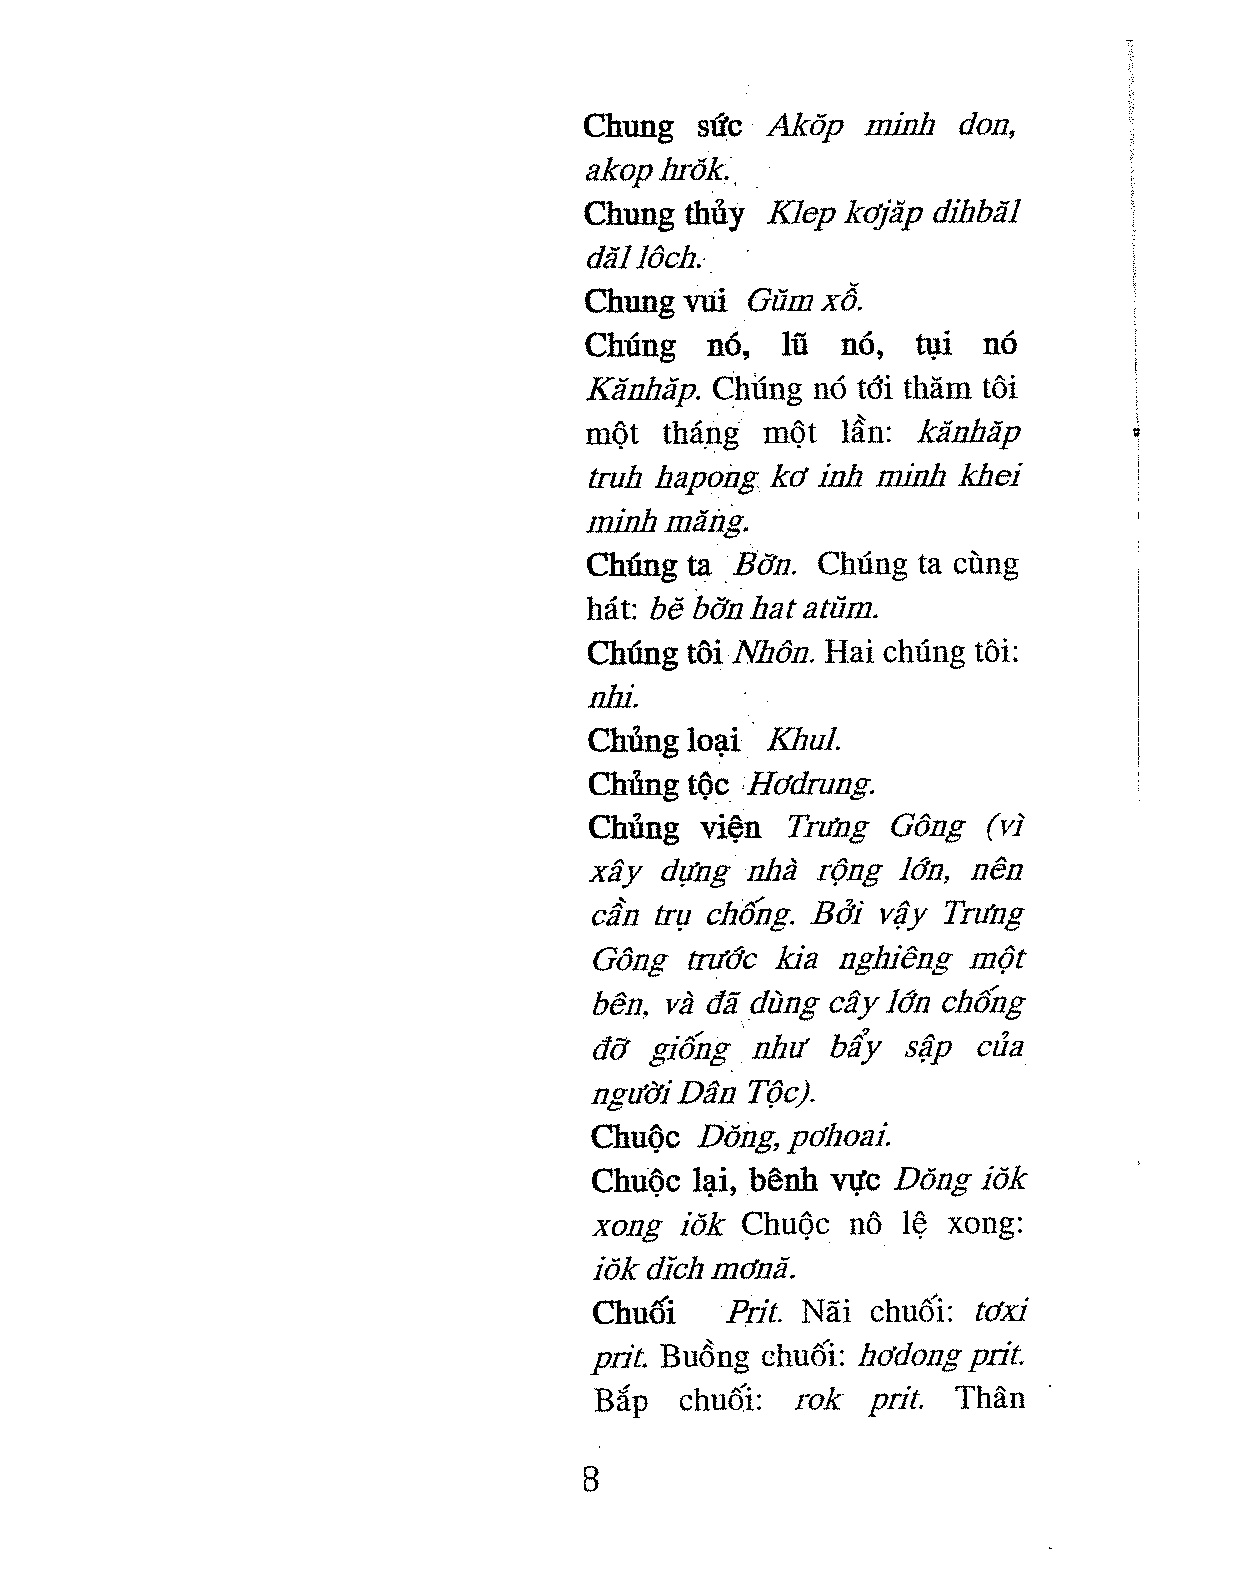 Chung sức Akŏp minh don,
akop hrŏk.
Chung thủy Klep kơjăp dihbăl
dăl lôch.
Chung vui Gŭm xỗ.
Chúng nó, lũ nó, tụi nó
Kănhăp. Chúng nó tới thăm tôi
một tháng một lần: kănhăp
truh hapong kơ inh minh khei
minh măng.
Chúng ta Bơ̆n. Chúng ta cùng
hát: bĕ bơ̆n hat atŭm.
Chúng tôi Nhôn. Hai chúng tôi:
nhi.
Chủng loại Khul.
Chủng tộc Hơdrung.
Chủng viện Trưng Gông (vì
xây dựng nhà rộng lớn, nên
cần trụ chống. Bởi vậy Trưng
Gông trước kia nghiêng một
bên, và đã dùng cây lớn chống
đỡ giống như bẩy sập của
người Dân Tộc).
Chuộc Dŏng, pơhoai.
Chuộc lại, bênh vực Dŏng iŏk
xong iŏk Chuộc nô lệ xong:
iŏk dĭch mơnă.
Chuối Prit. Nãi chuối: tơxi
prit. Buồng chuối: hơdong prit.
Bắp chuối: rok prit. Thân
8